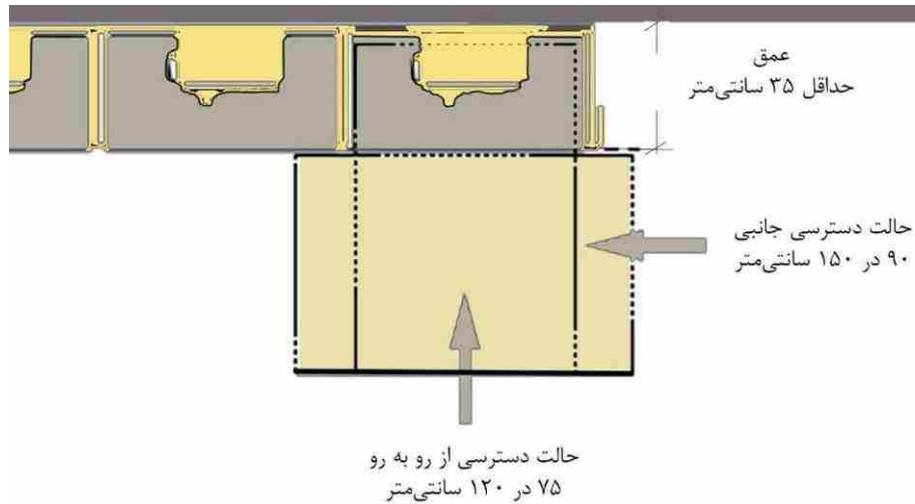 عمق
حداقل ۳۵ سانتی‌متر
حالت دسترسی جانبی
۹۰ در ۱۵۰ سانتی‌متر
حالت دسترسی از رو به رو
۷۵ در ۱۲۰ سانتی‌متر